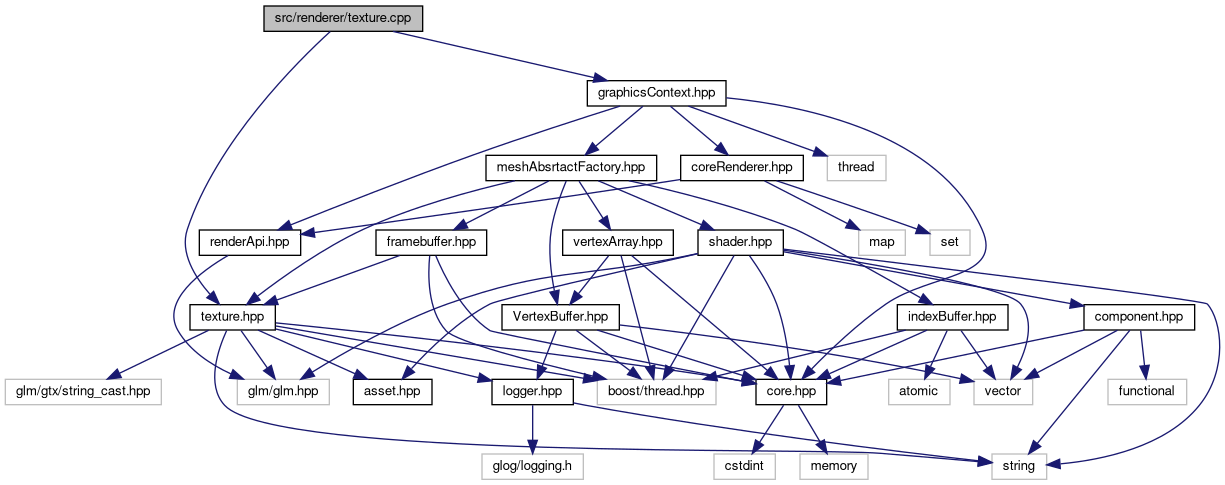 src/renderer/texture.cpp
graphicsContext.hpp
meshAbsrtactFactory.hpp
coreRenderer.hpp
thread
renderApi.hpp
framebuffer.hpp
vertexArray.hpp
shader.hpp
map
set
texture.hpp
VertexBuffer.hpp
indexBuffer.hpp
component.hpp
glm/gtx/string_cast.hpp
glm/glm.hpp
asset.hpp
logger.hpp
boost/thread.hpp
core.hpp
atomic
vector
functional
glog/logging.h
cstdint
memory
string